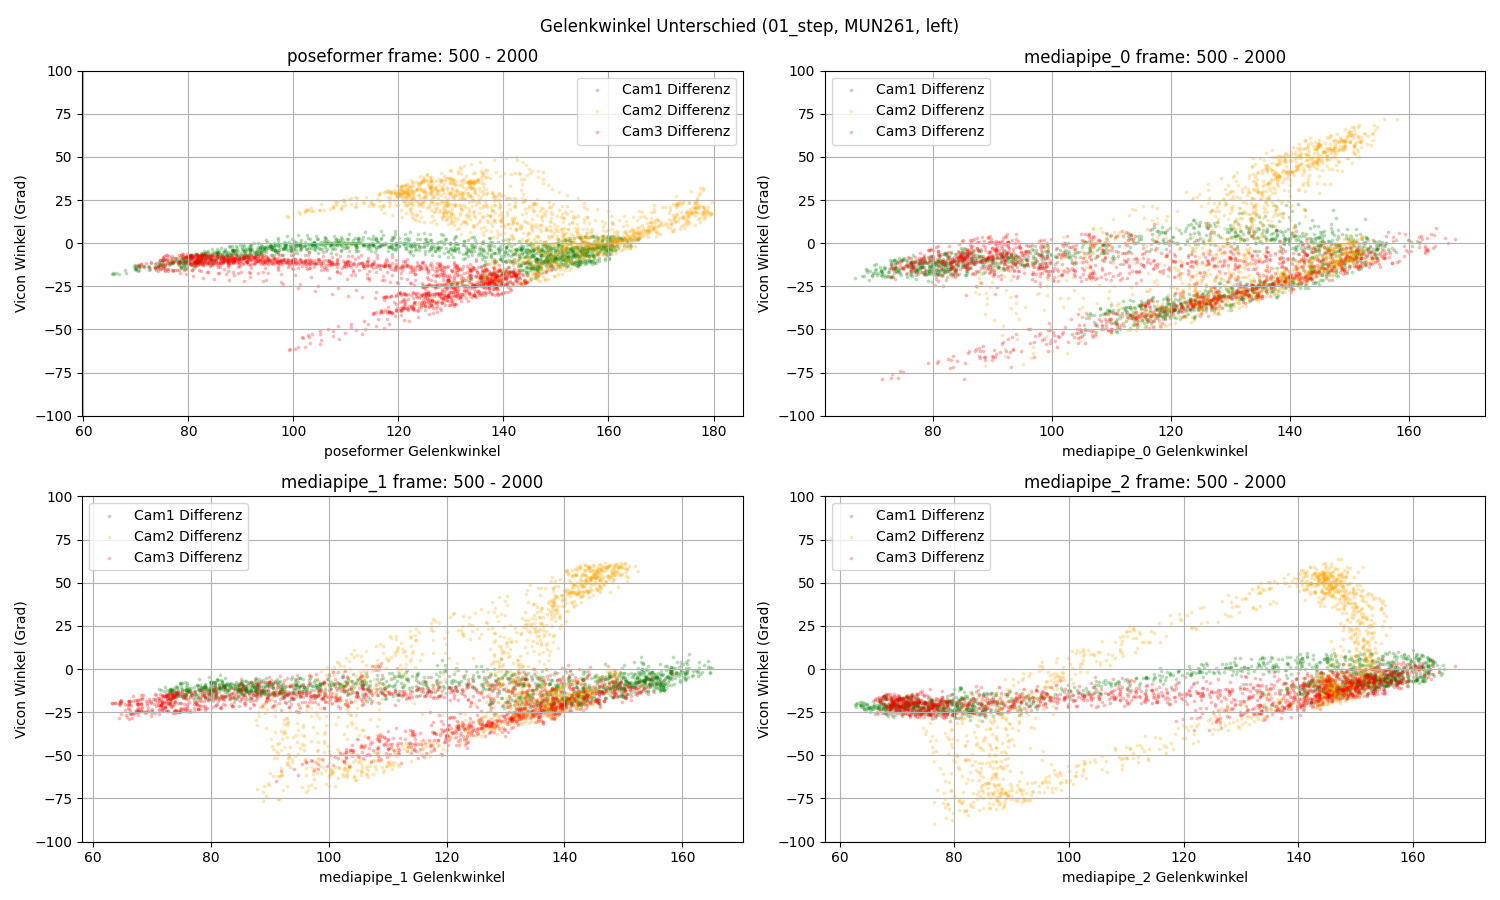 Gelenkwinkel Unterschied (01_step, MUN261, left)
poseformer frame: 500 - 2000
100
75
50
25
0
−25
−50
−75
−100
Vicon Winkel (Grad)
Cam1 Differenz
Cam2 Differenz
Cam3 Differenz
60 80 100 120 140 160 180
poseformer Gelenkwinkel
mediapipe_0 frame: 500 - 2000
100
75
50
25
0
−25
−50
−75
−100
Vicon Winkel (Grad)
Cam1 Differenz
Cam2 Differenz
Cam3 Differenz
80 100 120 140 160
mediapipe_0 Gelenkwinkel
mediapipe_1 frame: 500 - 2000
100
75
50
25
0
−25
−50
−75
−100
Vicon Winkel (Grad)
Cam1 Differenz
Cam2 Differenz
Cam3 Differenz
60 80 100 120 140 160
mediapipe_1 Gelenkwinkel
mediapipe_2 frame: 500 - 2000
100
75
50
25
0
−25
−50
−75
−100
Vicon Winkel (Grad)
Cam1 Differenz
Cam2 Differenz
Cam3 Differenz
60 80 100 120 140 160
mediapipe_2 Gelenkwinkel